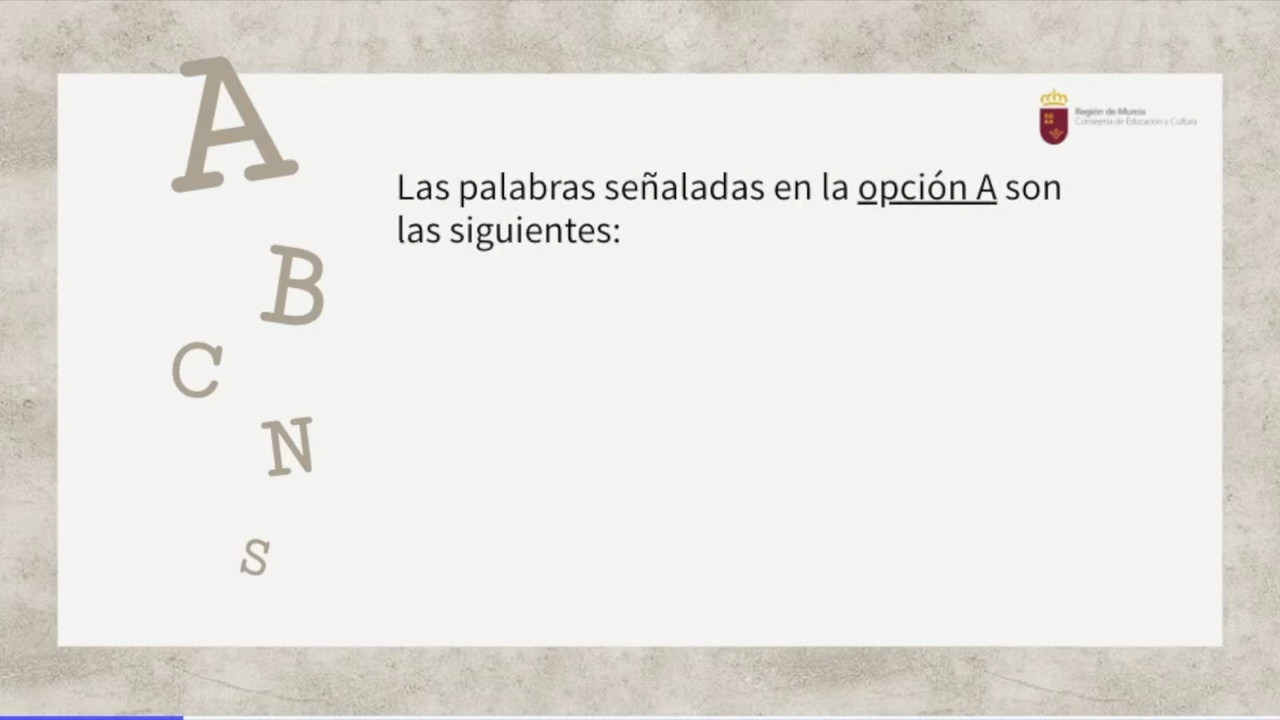 A
Región de Murcia
Consejería de Educación y Cultura
Las palabras señaladas en la opción A son
las siguientes:
B
C
N
S